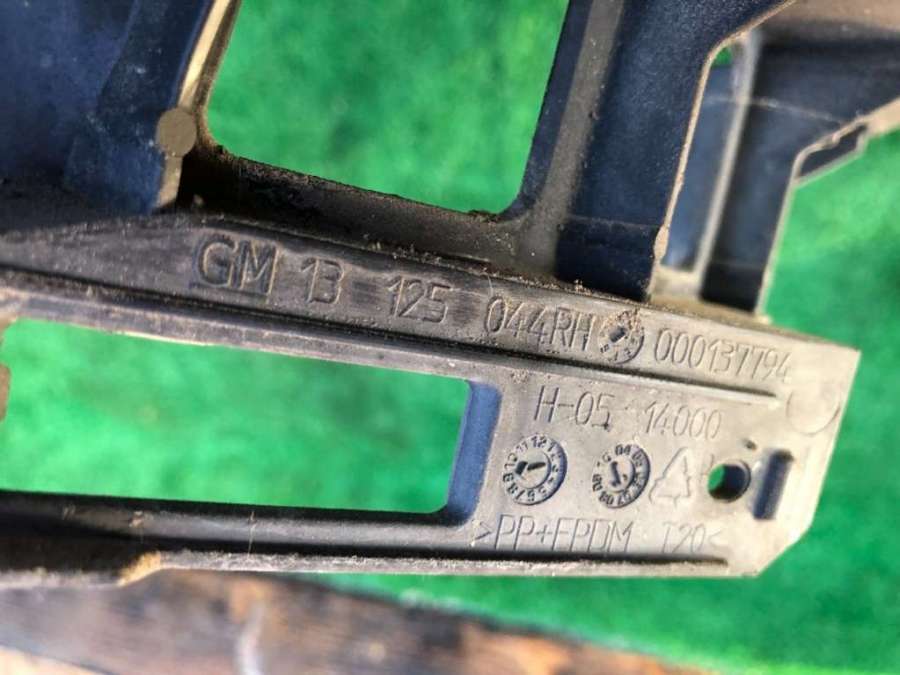 GM 13 125 044RH 000137794
H-05 14000
>PP+EPDM T20<